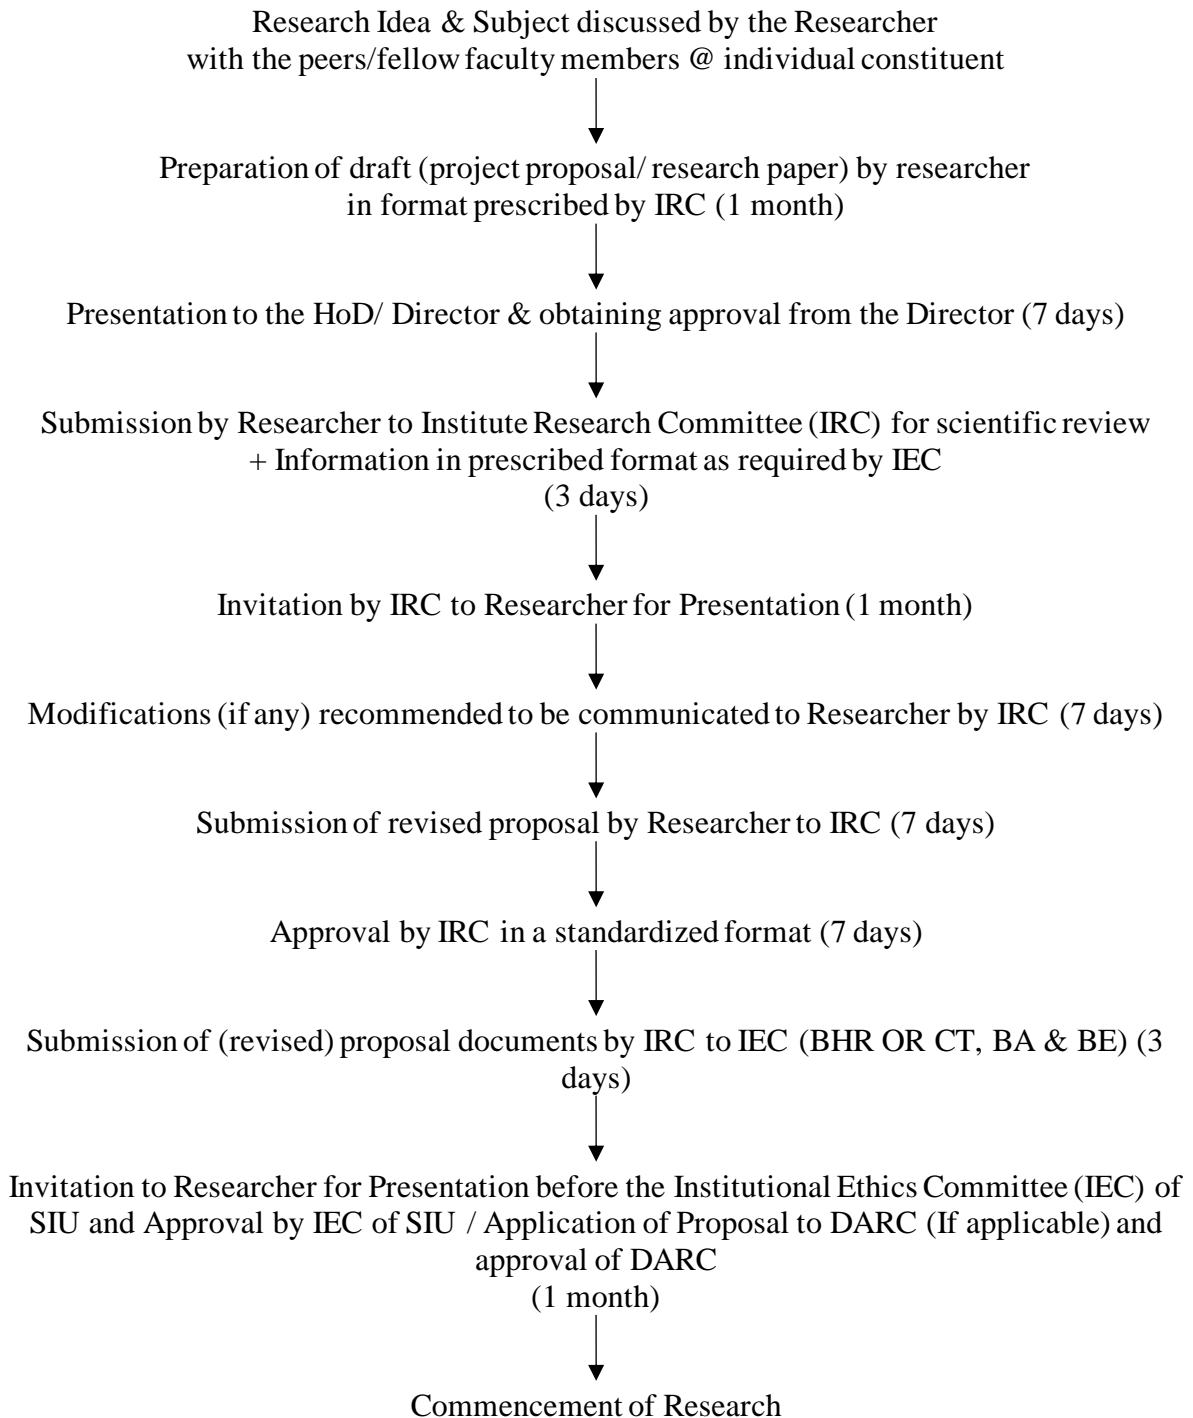 Research Idea & Subject discussed by the Researcher
with the peers/fellow faculty members @ individual constituent
Preparation of draft (project proposal/ research paper) by researcher
in format prescribed by IRC (1 month)
Presentation to the HoD/ Director & obtaining approval from the Director (7 days)
Submission by Researcher to Institute Research Committee (IRC) for scientific review
+ Information in prescribed format as required by IEC
(3 days)
Invitation by IRC to Researcher for Presentation (1 month)
Modifications (if any) recommended to be communicated to Researcher by IRC (7 days)
Submission of revised proposal by Researcher to IRC (7 days)
Approval by IRC in a standardized format (7 days)
Submission of (revised) proposal documents by IRC to IEC (BHR OR CT, BA & BE) (3
days)
Invitation to Researcher for Presentation before the Institutional Ethics Committee (IEC) of
SIU and Approval by IEC of SIU / Application of Proposal to DARC (If applicable) and
approval of DARC
(1 month)
Commencement of Research